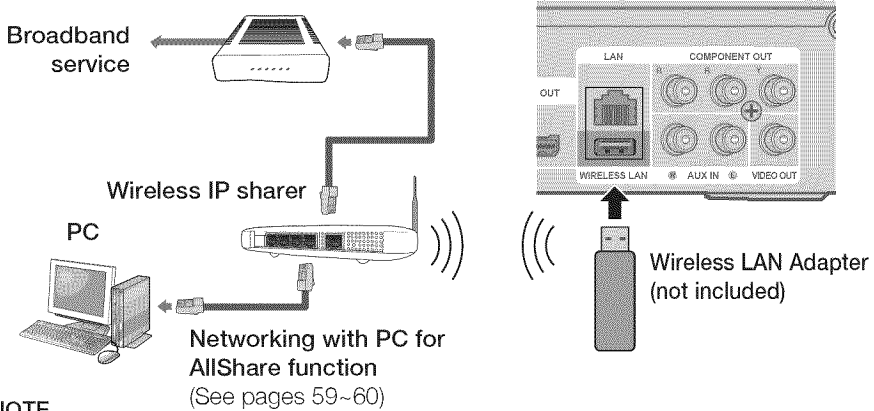 Broadband
service
LAN
COMPONENT OUT
OUT
WIRELESS LAN
R AUX IN L
VIDEO OUT
Wireless IP sharer
PC
Wireless LAN Adapter
(not included)
Networking with PC for
AllShare function
(See pages 59~60)